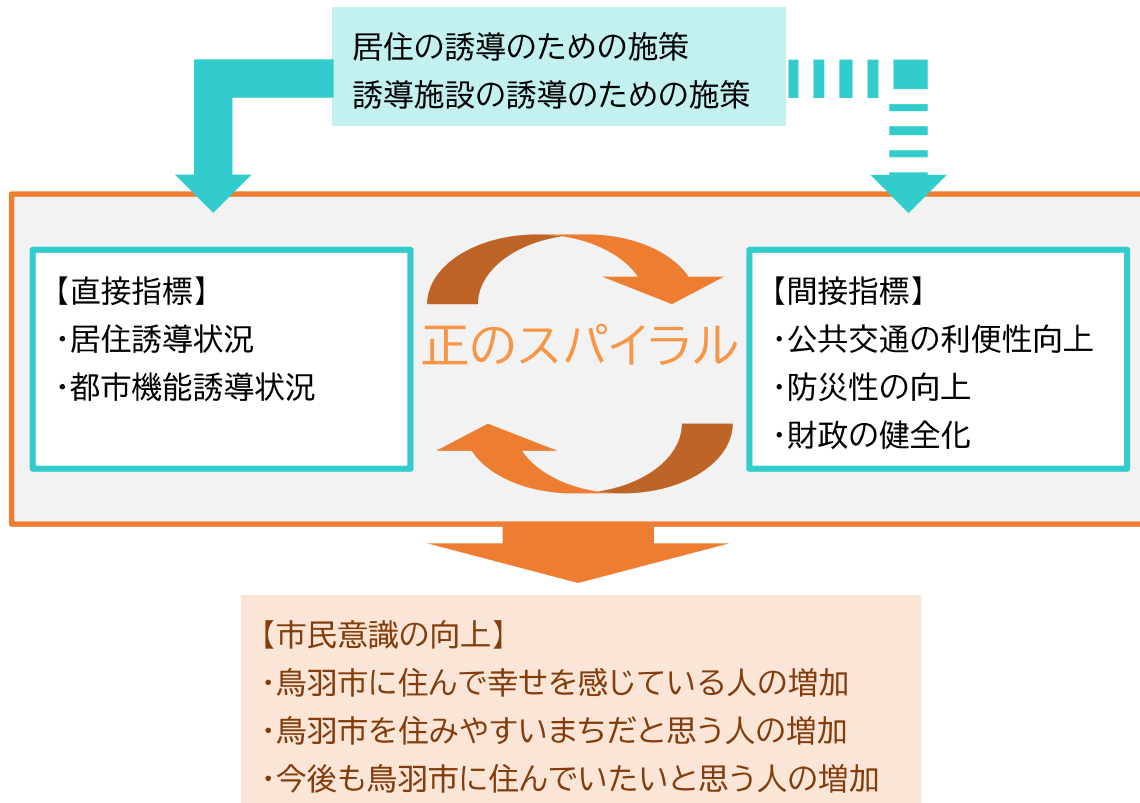 居住の誘導のための施策
誘導施設の誘導のための施策
【直接指標】
・居住誘導状況
・都市機能誘導状況
正のスパイラル
【間接指標】
・公共交通の利便性向上
・防災性の向上
・財政の健全化
【市民意識の向上】
・鳥羽市に住んで幸せを感じている人の増加
・鳥羽市を住みやすいまちだと思う人の増加
・今後も鳥羽市に住んでいたいと思う人の増加